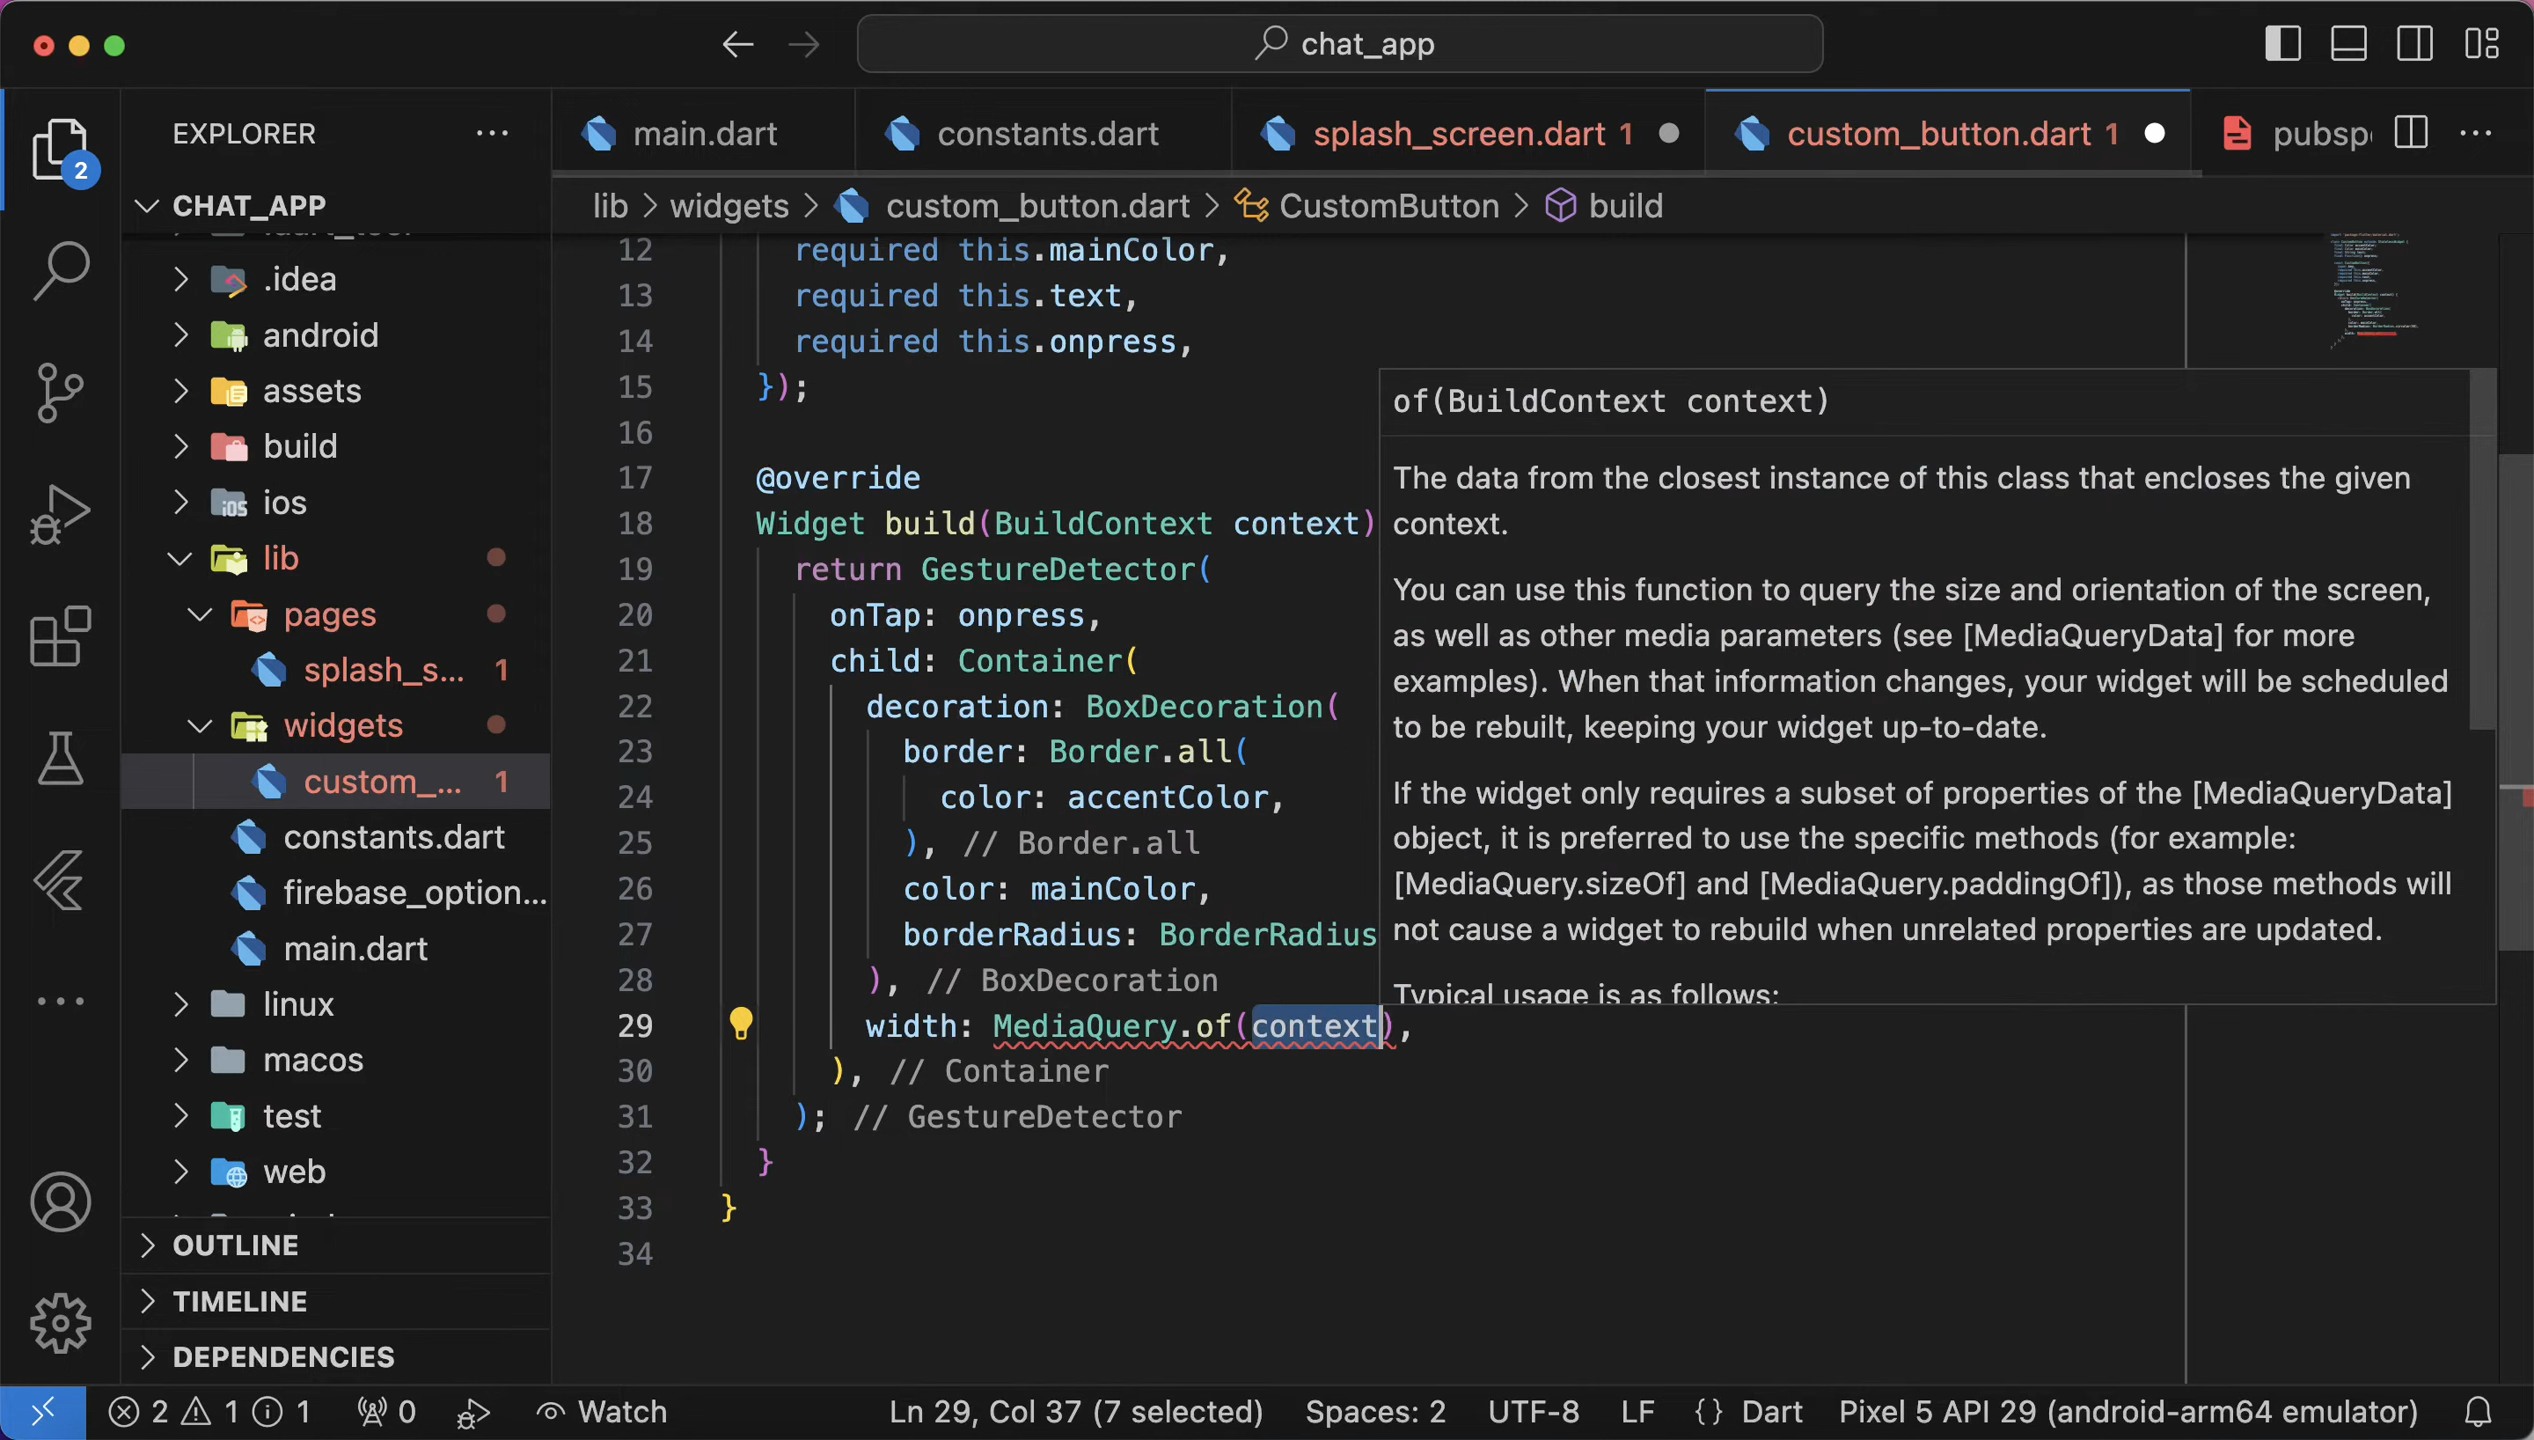 chat_app
EXPLORER
main.dart
constants.dart
splash_screen.dart 1
custom_button.dart 1
pubsp
2
CHAT_APP
lib > widgets > custom_button.dart > CustomButton > build
.idea
android
assets
build
ios
lib
pages
splash_s... 1
widgets
custom_... 1
constants.dart
firebase_option...
main.dart
linux
macos
test
web
OUTLINE
TIMELINE
DEPENDENCIES
12 required this.mainColor,
13 required this.text,
14 required this.onpress,
15 });
16
17 @override
18 Widget build(BuildContext context)
19 return GestureDetector(
20 onTap: onpress,
21 child: Container(
22 decoration: BoxDecoration(
23 border: Border.all(
24 color: accentColor,
25 ), // Border.all
26 color: mainColor,
27 borderRadius: BorderRadius
28 ), // BoxDecoration
29 width: MediaQuery.of(context),
30 ), // Container
31 ); // GestureDetector
32 }
33 }
34
of(BuildContext context)
The data from the closest instance of this class that encloses the given
context.
You can use this function to query the size and orientation of the screen,
as well as other media parameters (see [MediaQueryData] for more
examples). When that information changes, your widget will be scheduled
to be rebuilt, keeping your widget up-to-date.
If the widget only requires a subset of properties of the [MediaQueryData]
object, it is preferred to use the specific methods (for example:
[MediaQuery.sizeOf] and [MediaQuery.paddingOf]), as those methods will
not cause a widget to rebuild when unrelated properties are updated.
Typical usage is as follows:
2 1 1 0 Watch Ln 29, Col 37 (7 selected) Spaces: 2 UTF-8 LF {} Dart Pixel 5 API 29 (android-arm64 emulator)